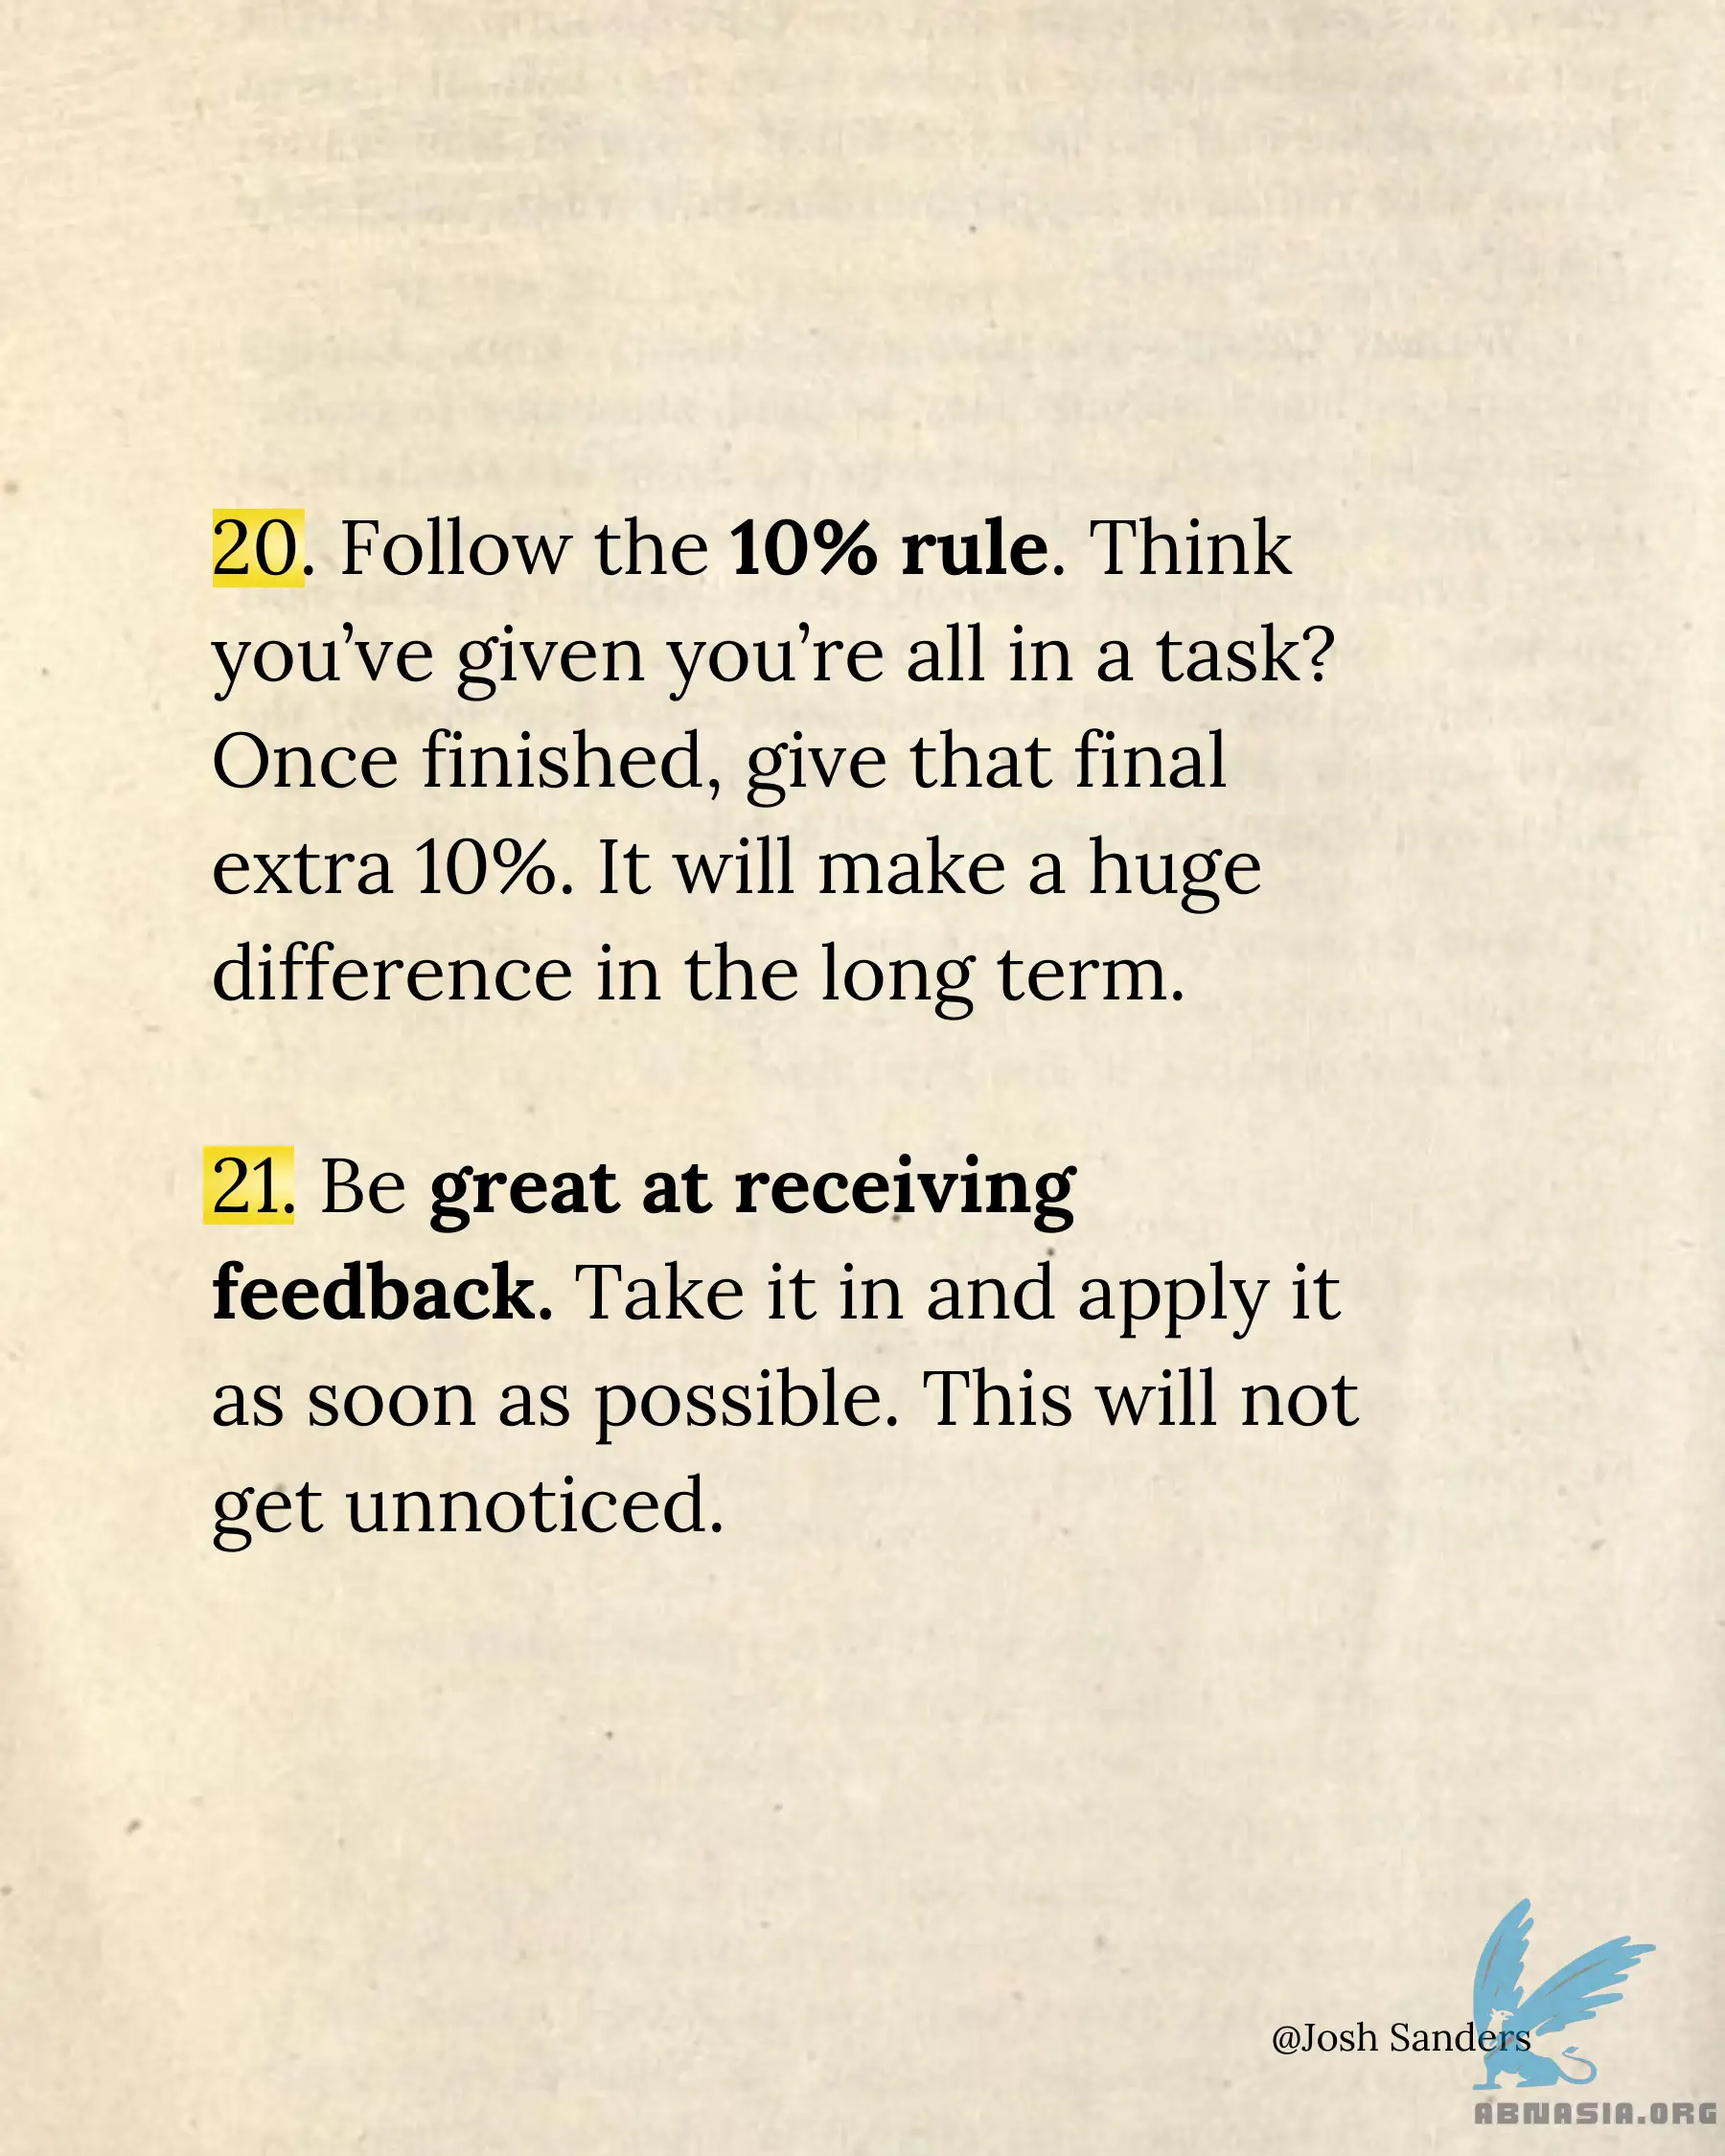 20. Follow the 10% rule. Think
you’ve given you’re all in a task?
Once finished, give that final
extra 10%. It will make a huge
difference in the long term.
21. Be great at receiving
feedback. Take it in and apply it
as soon as possible. This will not
get unnoticed.
@Josh Sanders
ABNASIA.ORG